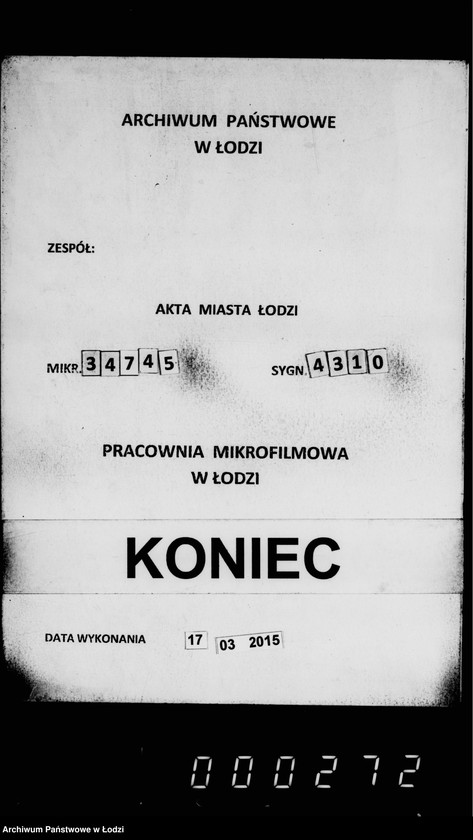 ARCHIWUM PAŃSTWOWE
W ŁODZI
ZESPÓŁ:
AKTA MIASTA ŁODZI
MIKR. 34745 SYGN. 4310
PRACOWNIA MIKROFILMOWA
W ŁODZI
KONIEC
DATA WYKONANIA 17 03 2015
000272
Archiwum Państwowe w Łodzi